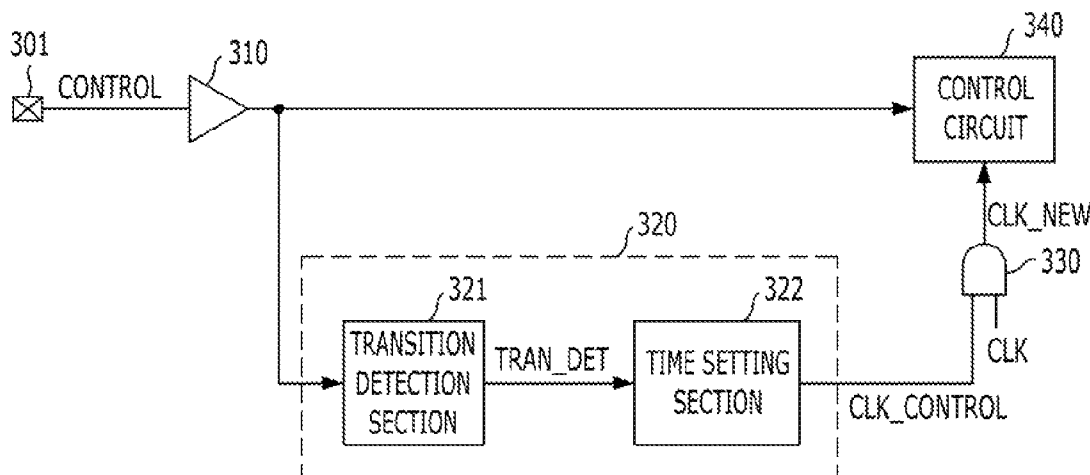 301
CONTROL
310
340
CONTROL
CIRCUIT
CLK_NEW
330
CLK
320
321
TRANSITION
DETECTION
SECTION
TRAN_DET
322
TIME SETTING
SECTION
CLK_CONTROL